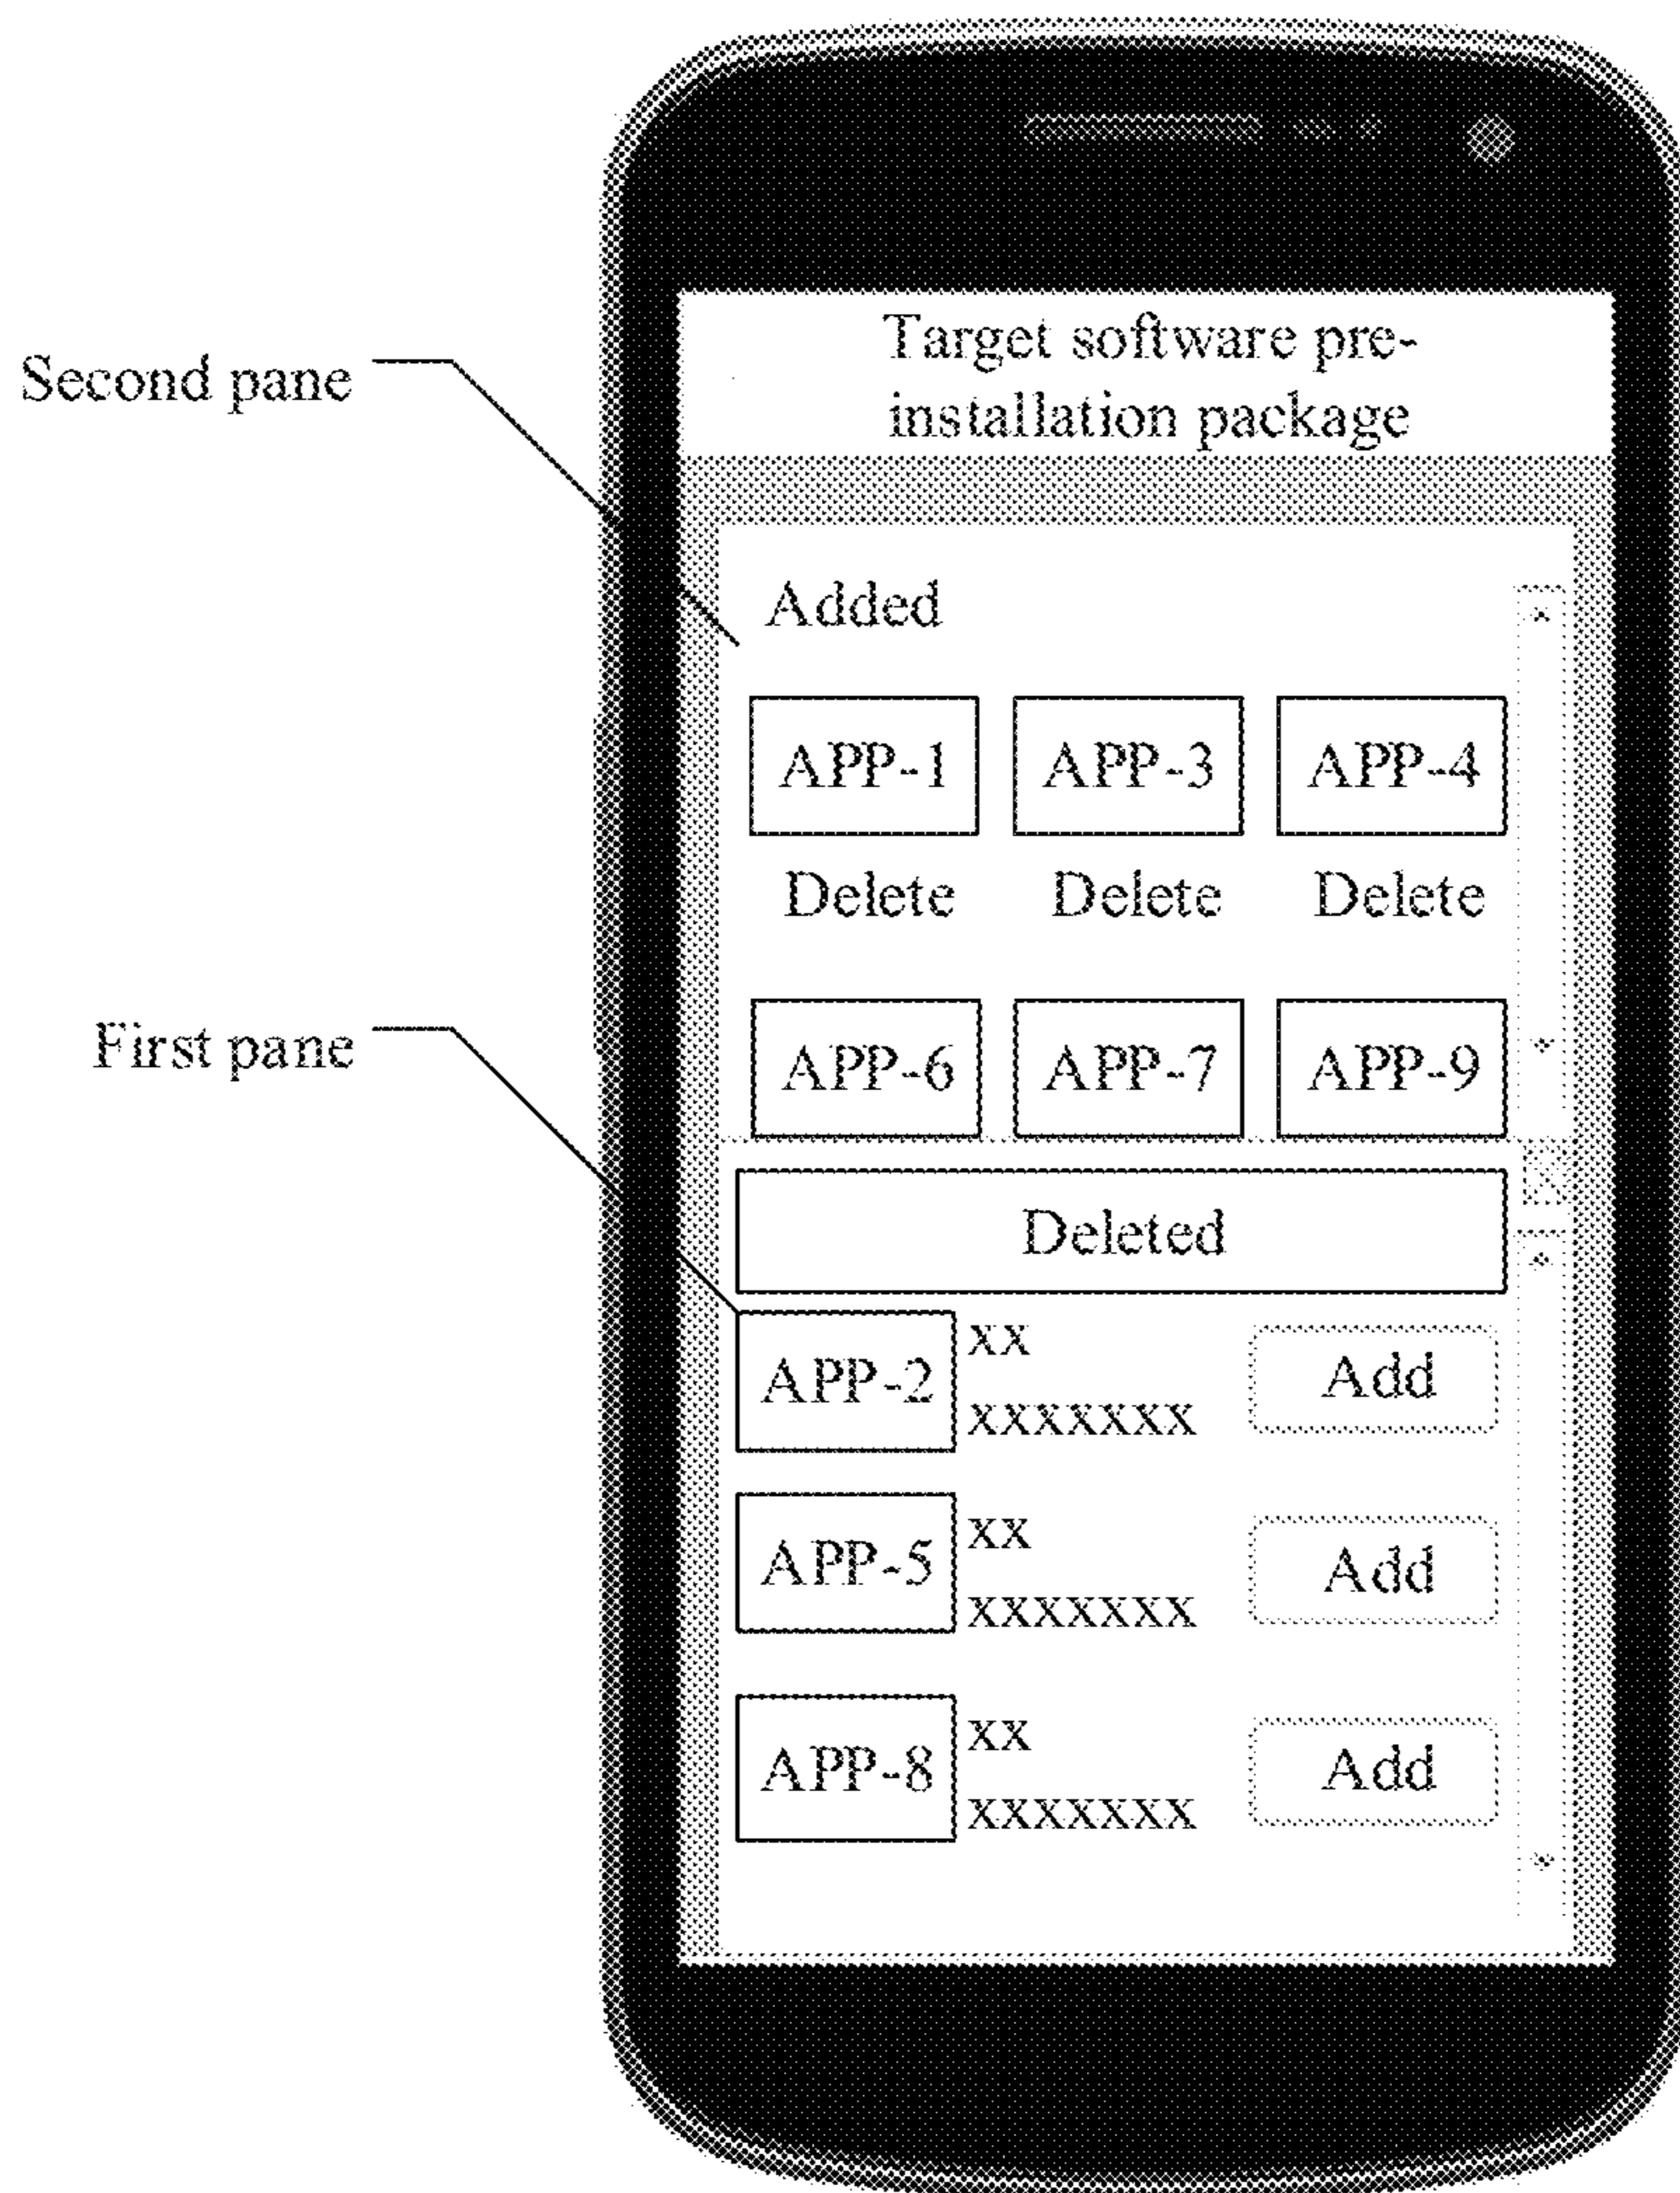 Second pane
Target software pre-
installation package
Added
APP-1 APP-3 APP-4
Delete Delete Delete
First pane
APP-6 APP-7 APP-9
Deleted
APP-2 xx Add
xxxxxxx
APP-5 xx Add
xxxxxxx
APP-8 xx Add
xxxxxxx